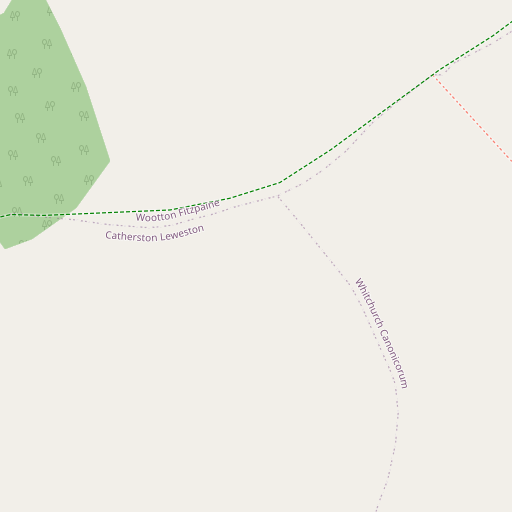 Wootton Fitzpaine
Catherston Leweston
Whitchurch Canonicorum